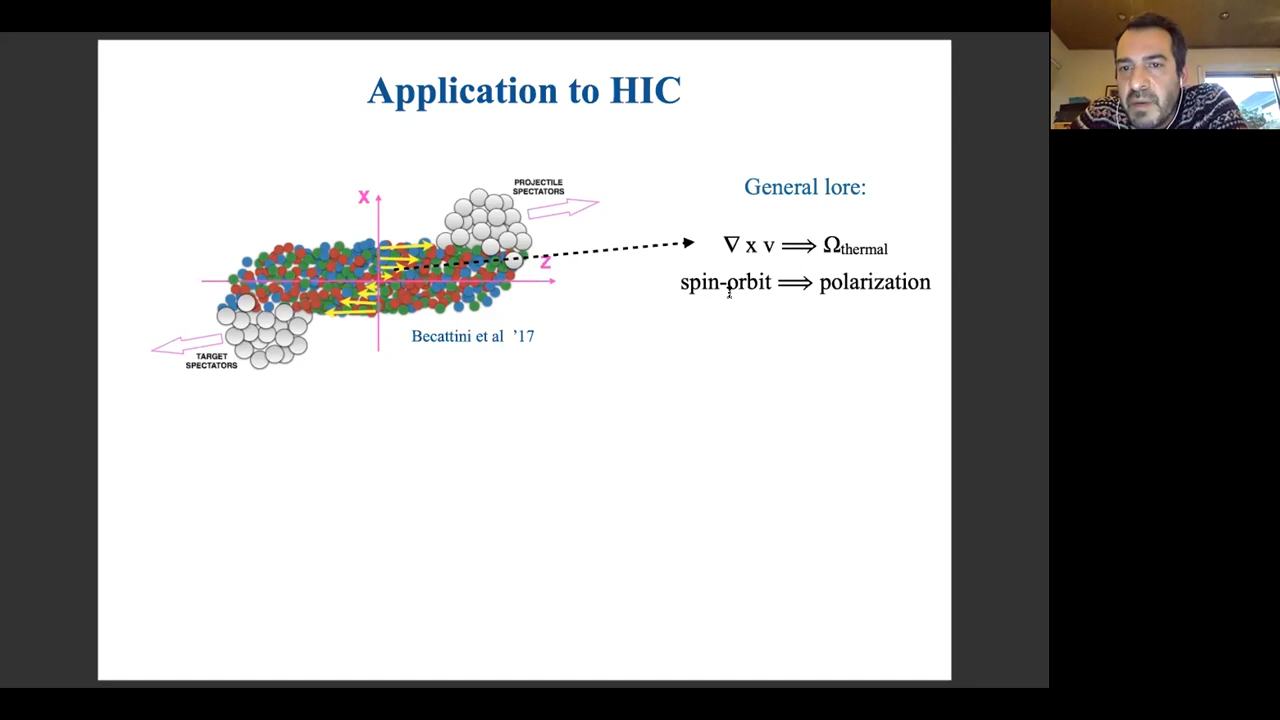 Application to HIC
PROJECTILE
SPECTATORS
X
General lore:
∇ x v ⟹ Ωthermal
Z
spin-orbit ⟹ polarization
Becattini et al ’17
TARGET
SPECTATORS